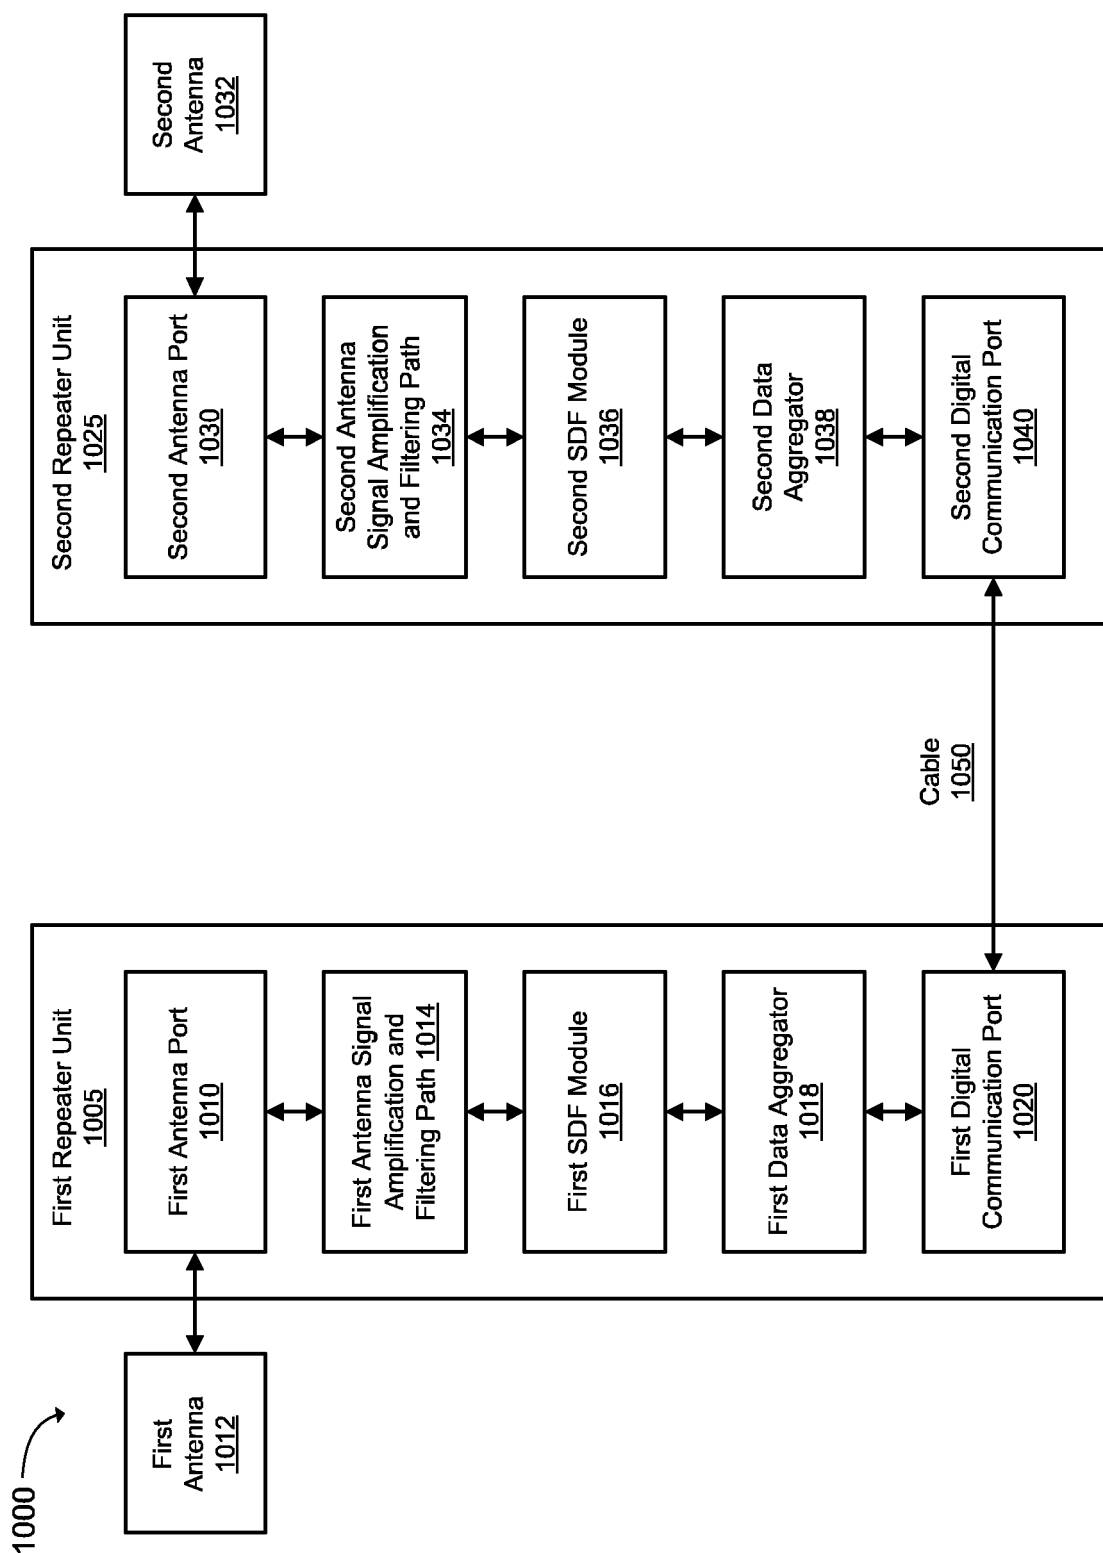 1000
First
Antenna
1012
First Repeater Unit
1005
First Antenna Port
1010
First Antenna Signal
Amplification and
Filtering Path 1014
First SDF Module
1016
First Data Aggregator
1018
First Digital
Communication Port
1020
Cable
1050
Second Repeater Unit
1025
Second Antenna Port
1030
Second Antenna
Signal Amplification
and Filtering Path
1034
Second SDF Module
1036
Second Data
Aggregator
1038
Second Digital
Communication Port
1040
Second
Antenna
1032